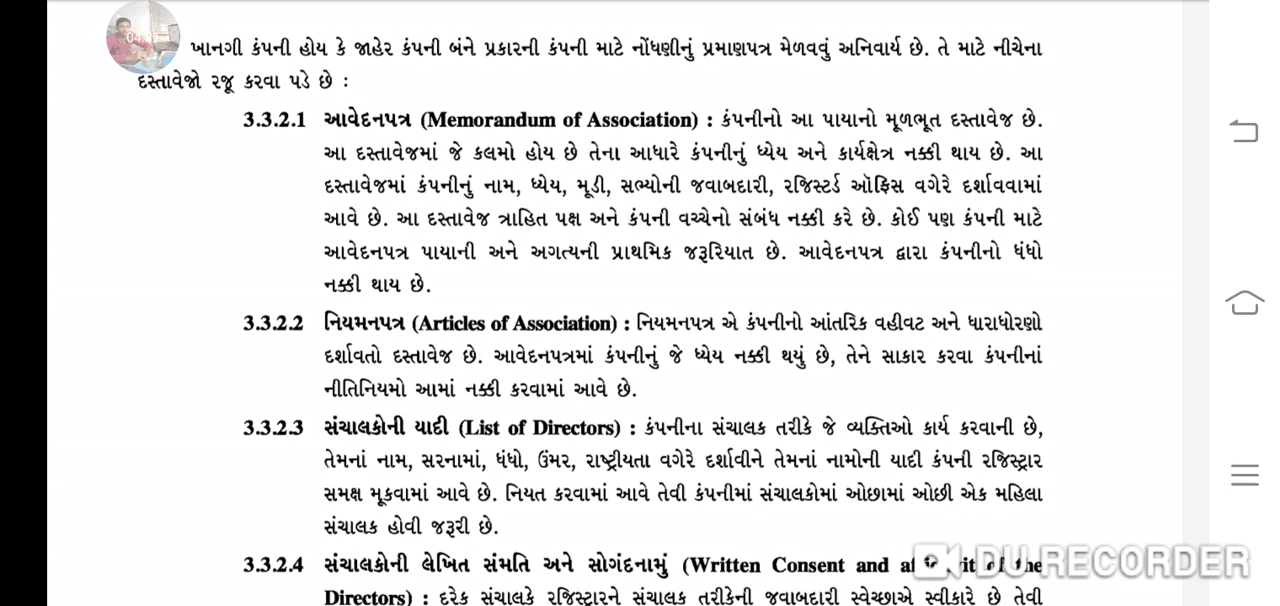 04:
ખાનગી કંપની હોય કે જાહેર કંપની બંને પ્રકારની કંપની માટે નોંધણીનું પ્રમાણપત્ર મેળવવું અનિવાર્ય છે. તે માટે નીચેના
દસ્તાવેજો રજૂ કરવા પડે છે :
3.3.2.1 આવેદનપત્ર (Memorandum of Association) : કંપનીનો આ પાયાનો મૂળભૂત દસ્તાવેજ છે.
આ દસ્તાવેજમાં જે કલમો હોય છે તેના આધારે કંપનીનું ધ્યેય અને કાર્યક્ષેત્ર નક્કી થાય છે. આ
દસ્તાવેજમાં કંપનીનું નામ, ધ્યેય, મૂડી, સભ્યોની જવાબદારી, રજિસ્ટર્ડ ઑફિસ વગેરે દર્શાવવામાં
આવે છે. આ દસ્તાવેજ ત્રાહિત પક્ષ અને કંપની વચ્ચેનો સંબંધ નક્કી કરે છે. કોઈ પણ કંપની માટે
આવેદનપત્ર પાયાની અને અગત્યની પ્રાથમિક જરૂરિયાત છે. આવેદનપત્ર દ્વારા કંપનીનો ધંધો
નક્કી થાય છે.
3.3.2.2 નિયમનપત્ર (Articles of Association) : નિયમનપત્ર એ કંપનીનો આંતરિક વહીવટ અને ધારાધોરણો
દર્શાવતો દસ્તાવેજ છે. આવેદનપત્રમાં કંપનીનું જે ધ્યેય નક્કી થયું છે, તેને સાકાર કરવા કંપનીનાં
નીતિનિયમો આમાં નક્કી કરવામાં આવે છે.
3.3.2.3 સંચાલકોની યાદી (List of Directors) : કંપનીના સંચાલક તરીકે જે વ્યક્તિઓ કાર્ય કરવાની છે,
તેમનાં નામ, સરનામાં, ધંધો, ઉંમર, રાષ્ટ્રીયતા વગેરે દર્શાવીને તેમનાં નામોની યાદી કંપની રજિસ્ટ્રાર
સમક્ષ મૂકવામાં આવે છે. નિયત કરવામાં આવે તેવી કંપનીમાં સંચાલકોમાં ઓછામાં ઓછી એક મહિલા
સંચાલક હોવી જરૂરી છે.
3.3.2.4 સંચાલકોની લેખિત સંમતિ અને સોગંદનામું (Written Consent and of the
DU RECORDER
Directors) : દરેક સંચાલકે રજિસ્ટ્રારને સંચાલક તરીકેની જવાબદારી સ્વેચ્છાએ સ્વીકારે છે તેવી